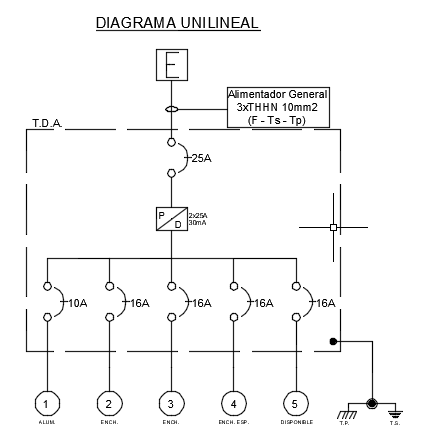 DIAGRAMA UNILINEAL
E
Alimentador General
3xTHHN 10mm2
(F - Ts - Tp)
T.D.A.
25A
P
D
2x25A
30mA
10A
16A
16A
16A
16A
1
2
3
4
5
ALUM.
ENCH.
ENCH.
ENCH. ESP.
DISPONIBLE
T.P.
T.S.